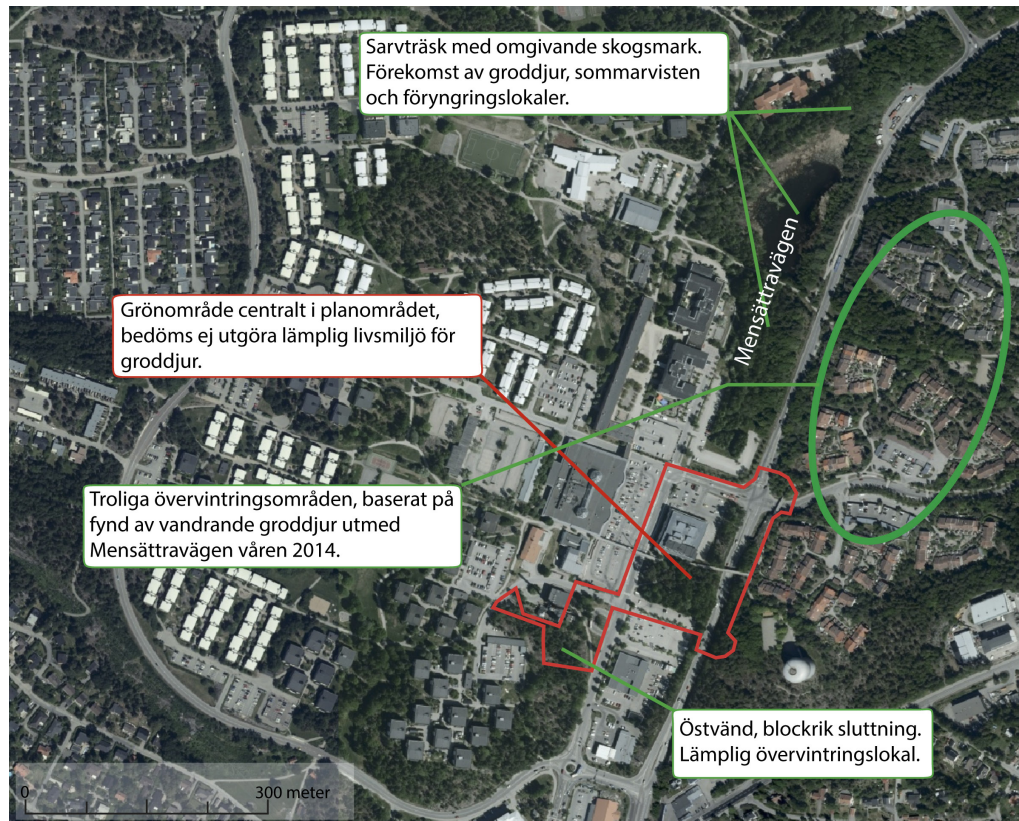 Sarvträsk med omgivande skogsmark.
Förekomst av groddjur, sommarvisten
och föryngringslokaler.
Mensättravägen
Grönområde centralt i planområdet,
bedöms ej utgöra lämplig livsmiljö för
groddjur.
Troliga övervintringsområden, baserat på
fynd av vandrande groddjur utmed
Mensättravägen våren 2014.
Östvänd, blockrik sluttning.
Lämplig övervintringslokal.
0 300 meter